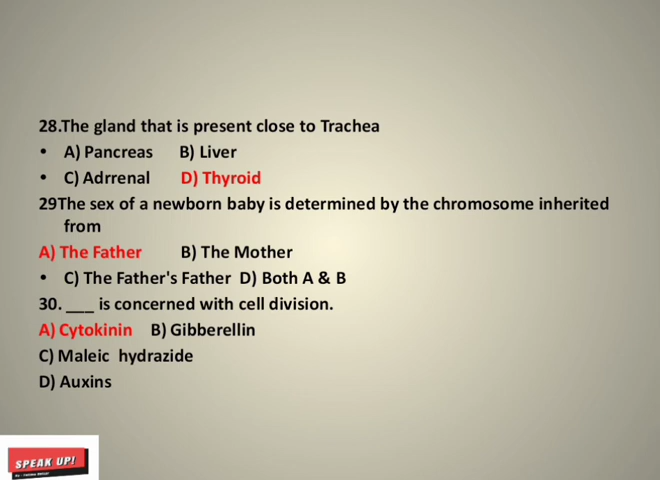 28.The gland that is present close to Trachea
• A) Pancreas B) Liver
• C) Adrrenal D) Thyroid
29The sex of a newborn baby is determined by the chromosome inherited
from
A) The Father B) The Mother
• C) The Father's Father D) Both A & B
30. ___ is concerned with cell division.
A) Cytokinin B) Gibberellin
C) Maleic hydrazide
D) Auxins
SPEAK UP!